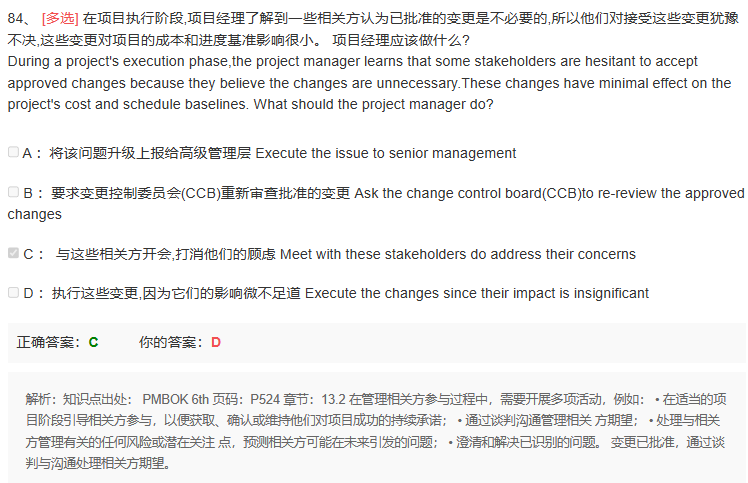 84、 [多选] 在项目执行阶段,项目经理了解到一些相关方认为已批准的变更是不必要的,所以他们对接受这些变更犹豫
不决,这些变更对项目的成本和进度基准影响很小。 项目经理应该做什么?
During a project's execution phase,the project manager learns that some stakeholders are hesitant to accept
approved changes because they believe the changes are unnecessary.These changes have minimal effect on the
project's cost and schedule baselines. What should the project manager do?
A： 将该问题升级上报给高级管理层 Execute the issue to senior management
B： 要求变更控制委员会(CCB)重新审查批准的变更 Ask the change control board(CCB)to re-review the approved
changes
C： 与这些相关方开会,打消他们的顾虑 Meet with these stakeholders do address their concerns
D： 执行这些变更,因为它们的影响微不足道 Execute the changes since their impact is insignificant
正确答案：C 你的答案：D
解析：知识点出处： PMBOK 6th 页码：P524 章节：13.2 在管理相关方参与过程中，需要开展多项活动，例如： • 在适当的项
目阶段引导相关方参与，以便获取、确认或维持他们对项目成功的持续承诺； • 通过谈判沟通管理相关 方期望； • 处理与相关
方管理有关的任何风险或潜在关注 点，预测相关方可能在未来引发的问题； • 澄清和解决已识别的问题。 变更已批准，通过谈
判与沟通处理相关方期望。